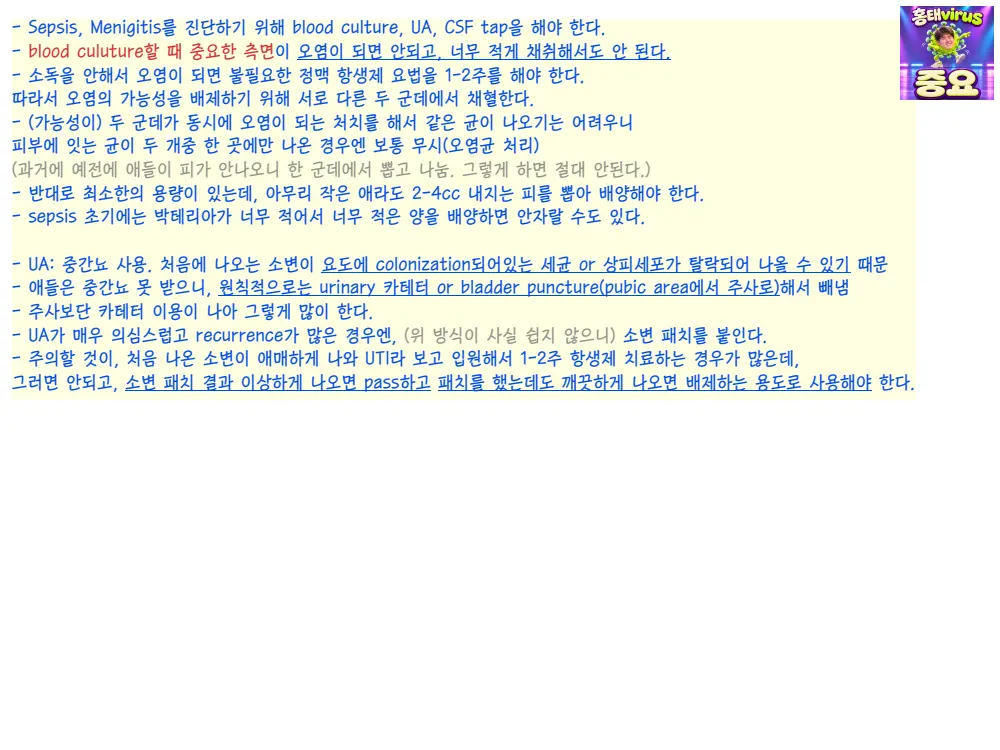 - Sepsis, Menigitis를 진단하기 위해 blood culture, UA, CSF tap을 해야 한다.
- blood culuture할 때 중요한 측면이 오염이 되면 안되고, 너무 적게 채취해서도 안 된다.
- 소독을 안해서 오염이 되면 불필요한 정맥 항생제 요법을 1-2주를 해야 한다.
따라서 오염의 가능성을 배제하기 위해 서로 다른 두 군데에서 채혈한다.
- (가능성이) 두 군데가 동시에 오염이 되는 처치를 해서 같은 균이 나오기는 어려우니
피부에 잇는 균이 두 개중 한 곳에만 나온 경우엔 보통 무시(오염균 처리)
(과거에 예전에 애들이 피가 안나오니 한 군데에서 뽑고 나눔. 그렇게 하면 절대 안된다.)
- 반대로 최소한의 용량이 있는데, 아무리 작은 애라도 2-4cc 내지는 피를 뽑아 배양해야 한다.
- sepsis 초기에는 박테리아가 너무 적어서 너무 적은 양을 배양하면 안자랄 수도 있다.
- UA: 중간뇨 사용. 처음에 나오는 소변이 요도에 colonization되어있는 세균 or 상피세포가 탈락되어 나올 수 있기 때문
- 애들은 중간뇨 못 받으니, 원칙적으로는 urinary 카테터 or bladder puncture(pubic area에서 주사로)해서 빼냄
- 주사보단 카테터 이용이 나아 그렇게 많이 한다.
- UA가 매우 의심스럽고 recurrence가 많은 경우엔, (위 방식이 사실 쉽지 않으니) 소변 패치를 붙인다.
- 주의할 것이, 처음 나온 소변이 애매하게 나와 UTI라 보고 입원해서 1-2주 항생제 치료하는 경우가 많은데,
그러면 안되고, 소변 패치 결과 이상하게 나오면 pass하고 패치를 했는데도 깨끗하게 나오면 배제하는 용도로 사용해야 한다.
홍태virus
중요